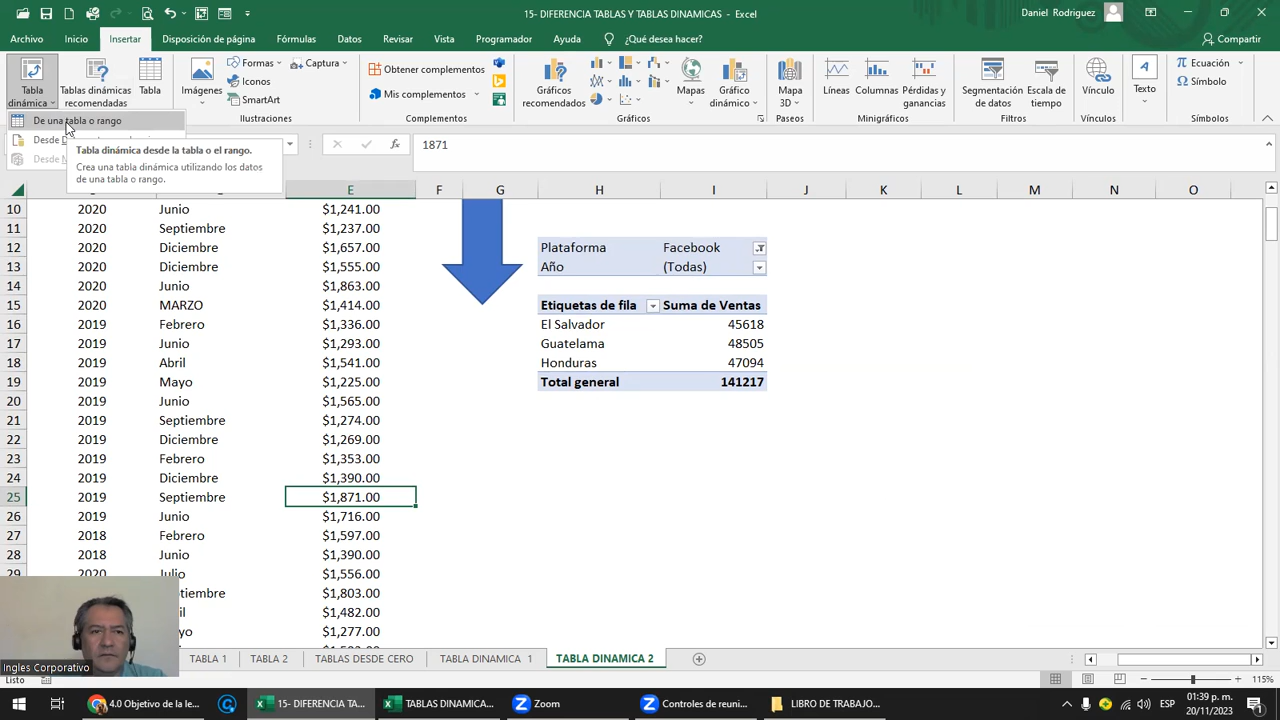 15- DIFERENCIA TABLAS Y TABLAS DINAMICAS - Excel
Daniel Rodriguez
Archivo Inicio Insertar Disposición de página Fórmulas Datos Revisar Vista Programador Ayuda ¿Qué desea hacer? Compartir
Tabla dinámica
Tablas dinámicas recomendadas
Tabla
Imágenes
Formas
Iconos
SmartArt
Captura
Ilustraciones
Obtener complementos
Mis complementos
Complementos
Gráficos recomendados
Mapas
Gráfico dinámico
Gráficos
Mapa 3D
Paseos
Líneas
Columnas
Pérdidas y ganancias
Minigráficos
Segmentación de datos
Escala de tiempo
Filtros
Vínculo
Vínculos
Texto
Ecuación
Símbolo
Símbolos
De una tabla o rango
Desde
Tabla dinámica desde la tabla o el rango.
Crea una tabla dinámica utilizando los datos
de una tabla o rango.
fx 1871
E F G H I J K L M N O
10 2020 Junio $1,241.00
11 2020 Septiembre $1,237.00
12 2020 Diciembre $1,657.00 Plataforma Facebook
13 2020 Diciembre $1,555.00 Año (Todas)
14 2020 Junio $1,863.00
15 2020 MARZO $1,414.00 Etiquetas de fila Suma de Ventas
16 2019 Febrero $1,336.00 El Salvador 45618
17 2019 Junio $1,293.00 Guatelama 48505
18 2019 Abril $1,541.00 Honduras 47094
19 2019 Mayo $1,225.00 Total general 141217
20 2019 Junio $1,565.00
21 2019 Septiembre $1,274.00
22 2019 Diciembre $1,269.00
23 2019 Febrero $1,353.00
24 2019 Diciembre $1,390.00
25 2019 Septiembre $1,871.00
26 2019 Junio $1,716.00
27 2018 Febrero $1,597.00
28 2018 Junio $1,390.00
29 2020 Julio $1,556.00
$1,803.00
$1,482.00
$1,277.00
Ingles Corporativo
TABLA 1 TABLA 2 TABLAS DESDE CERO TABLA DINAMICA 1 TABLA DINAMICA 2
Listo
115%
4.0 Objetivo de la le...
15- DIFERENCIA TA...
TABLAS DINAMICA...
Zoom
Controles de reuni...
LIBRO DE TRABAJO...
ESP
01:39 p. m.
20/11/2023